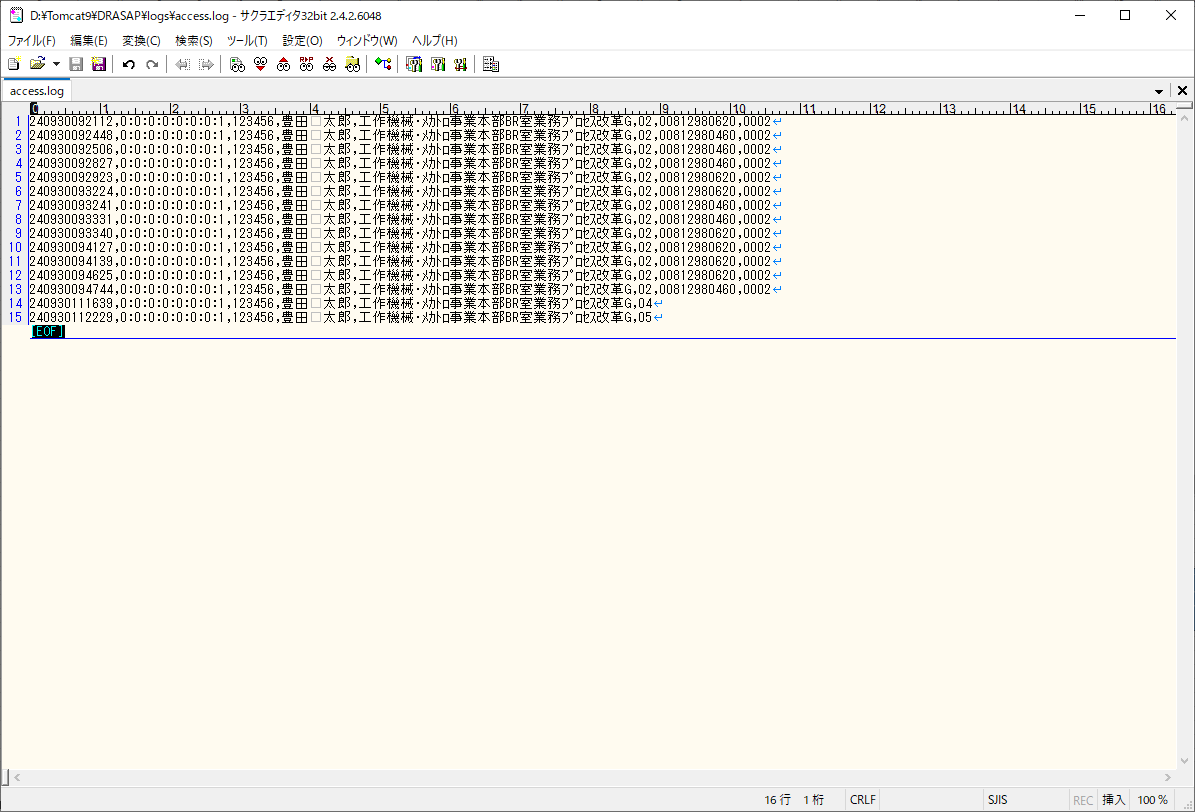 D:¥Tomcat9¥DRASAP¥logs¥access.log - サクラエディタ32bit 2.4.2.6048
ファイル(F) 編集(E) 変換(C) 検索(S) ツール(T) 設定(O) ウィンドウ(W) ヘルプ(H)
access.log
0 1 2 3 4 5 6 7 8 9 10 11 12 13 14 15 16
1 240930092112,0:0:0:0:0:0:0:1,123456,豊田□太郎,工作機械・ﾒｶﾄﾛ事業本部BR室業務ﾌﾟﾛｾｽ改革G,02,00812980620,0002↵
2 240930092448,0:0:0:0:0:0:0:1,123456,豊田□太郎,工作機械・ﾒｶﾄﾛ事業本部BR室業務ﾌﾟﾛｾｽ改革G,02,00812980460,0002↵
3 240930092506,0:0:0:0:0:0:0:1,123456,豊田□太郎,工作機械・ﾒｶﾄﾛ事業本部BR室業務ﾌﾟﾛｾｽ改革G,02,00812980460,0002↵
4 240930092827,0:0:0:0:0:0:0:1,123456,豊田□太郎,工作機械・ﾒｶﾄﾛ事業本部BR室業務ﾌﾟﾛｾｽ改革G,02,00812980460,0002↵
5 240930092923,0:0:0:0:0:0:0:1,123456,豊田□太郎,工作機械・ﾒｶﾄﾛ事業本部BR室業務ﾌﾟﾛｾｽ改革G,02,00812980620,0002↵
6 240930093224,0:0:0:0:0:0:0:1,123456,豊田□太郎,工作機械・ﾒｶﾄﾛ事業本部BR室業務ﾌﾟﾛｾｽ改革G,02,00812980620,0002↵
7 240930093241,0:0:0:0:0:0:0:1,123456,豊田□太郎,工作機械・ﾒｶﾄﾛ事業本部BR室業務ﾌﾟﾛｾｽ改革G,02,00812980460,0002↵
8 240930093331,0:0:0:0:0:0:0:1,123456,豊田□太郎,工作機械・ﾒｶﾄﾛ事業本部BR室業務ﾌﾟﾛｾｽ改革G,02,00812980460,0002↵
9 240930093340,0:0:0:0:0:0:0:1,123456,豊田□太郎,工作機械・ﾒｶﾄﾛ事業本部BR室業務ﾌﾟﾛｾｽ改革G,02,00812980620,0002↵
10 240930094127,0:0:0:0:0:0:0:1,123456,豊田□太郎,工作機械・ﾒｶﾄﾛ事業本部BR室業務ﾌﾟﾛｾｽ改革G,02,00812980620,0002↵
11 240930094139,0:0:0:0:0:0:0:1,123456,豊田□太郎,工作機械・ﾒｶﾄﾛ事業本部BR室業務ﾌﾟﾛｾｽ改革G,02,00812980620,0002↵
12 240930094625,0:0:0:0:0:0:0:1,123456,豊田□太郎,工作機械・ﾒｶﾄﾛ事業本部BR室業務ﾌﾟﾛｾｽ改革G,02,00812980620,0002↵
13 240930094744,0:0:0:0:0:0:0:1,123456,豊田□太郎,工作機械・ﾒｶﾄﾛ事業本部BR室業務ﾌﾟﾛｾｽ改革G,02,00812980460,0002↵
14 240930111639,0:0:0:0:0:0:0:1,123456,豊田□太郎,工作機械・ﾒｶﾄﾛ事業本部BR室業務ﾌﾟﾛｾｽ改革G,04↵
15 240930112229,0:0:0:0:0:0:0:1,123456,豊田□太郎,工作機械・ﾒｶﾄﾛ事業本部BR室業務ﾌﾟﾛｾｽ改革G,05↵
[EOF]
16 行 1 桁 CRLF SJIS REC 挿入 100 %